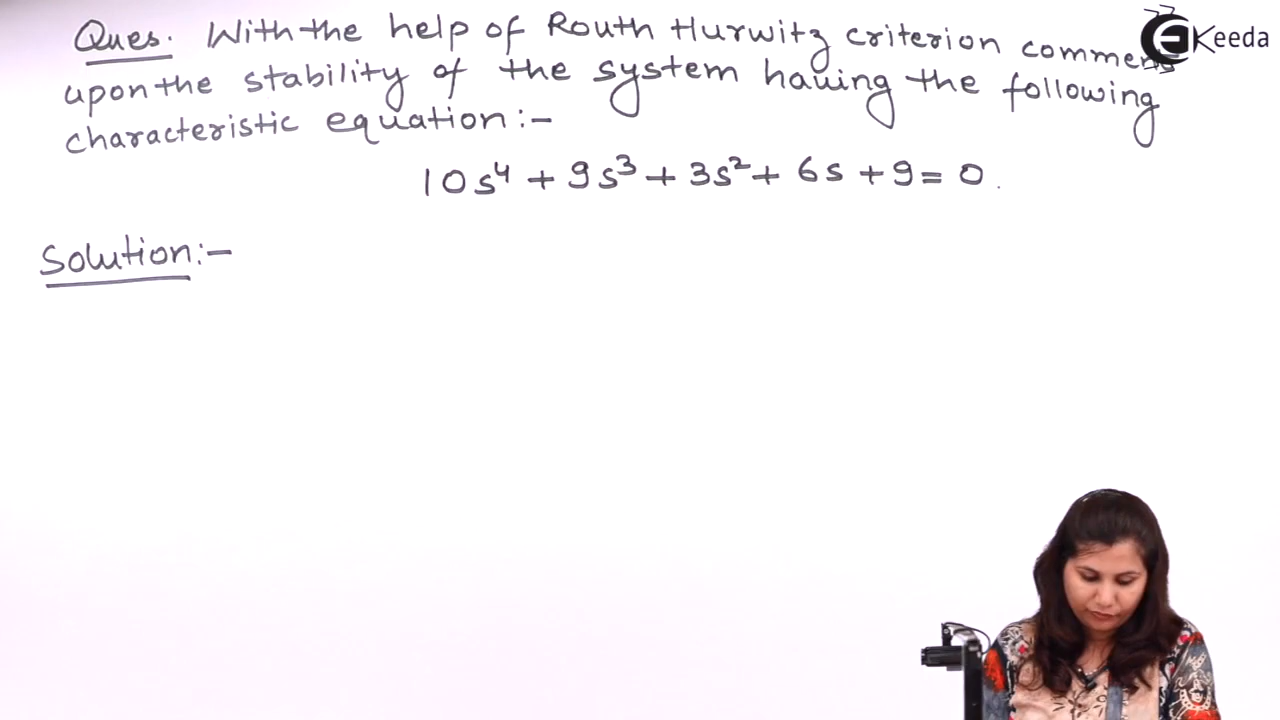 Ques. With the help of Routh Hurwitz criterion comment
upon the stability of the system having the following
characteristic equation:-
10s⁴ + 9s³ + 3s² + 6s + 9 = 0.
Solution:-
Ekeeda